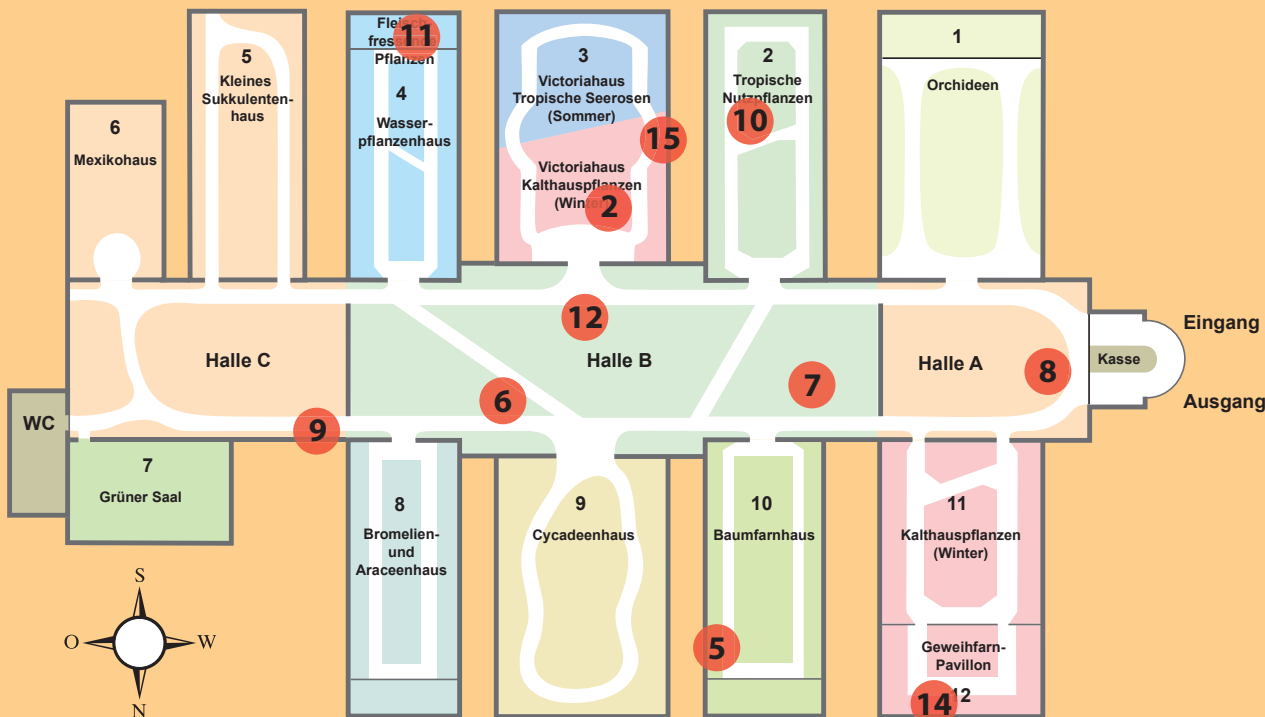 Fleisch
fressende
Pflanzen
11
4
Wasser-
pflanzenhaus
5
Kleines
Sukkulenten-
haus
6
Mexikohaus
3
Victoriahaus
Tropische Seerosen
(Sommer)
15
Victoriahaus
Kalthauspflanzen
(Winter)
2
2
Tropische
Nutzpflanzen
10
1
Orchideen
12
Halle C
Halle B
Halle A
6
7
8
9
Eingang
Kasse
Ausgang
WC
7
Grüner Saal
8
Bromelien-
und
Araceenhaus
9
Cycadeenhaus
10
Baumfarnhaus
5
11
Kalthauspflanzen
(Winter)
Geweihfarn-
Pavillon
12
14
S
O
W
N